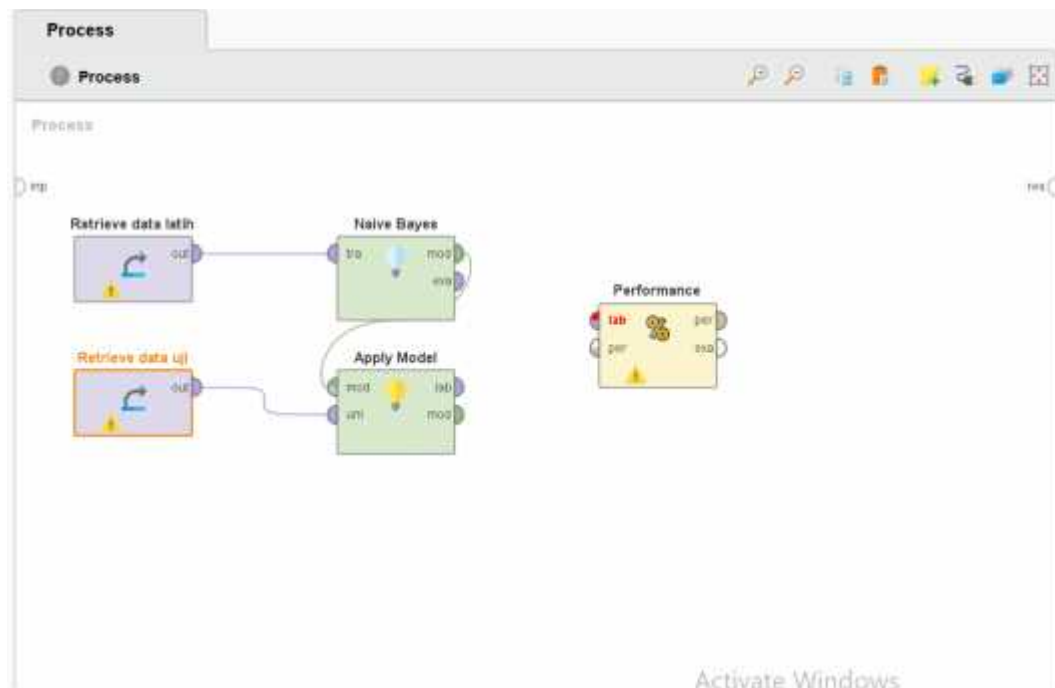 Process
Process
Process
inp
res
Retrieve data latih
out
Naive Bayes
tra
mod
exa
Performance
lab
per
per
exa
Retrieve data uji
out
Apply Model
mod
lab
unl
mod
Activate Windows